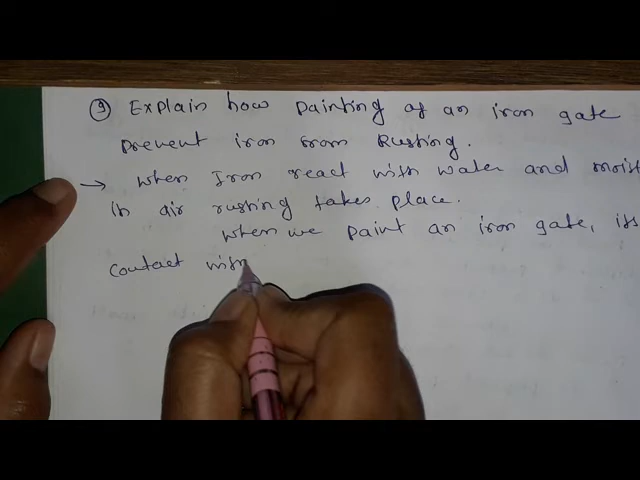 9 Explain how painting of an iron gate
prevent iron from Rusting.
→ when Iron react with water and moist
in air rusting takes place.
when we paint an iron gate, its
contact with